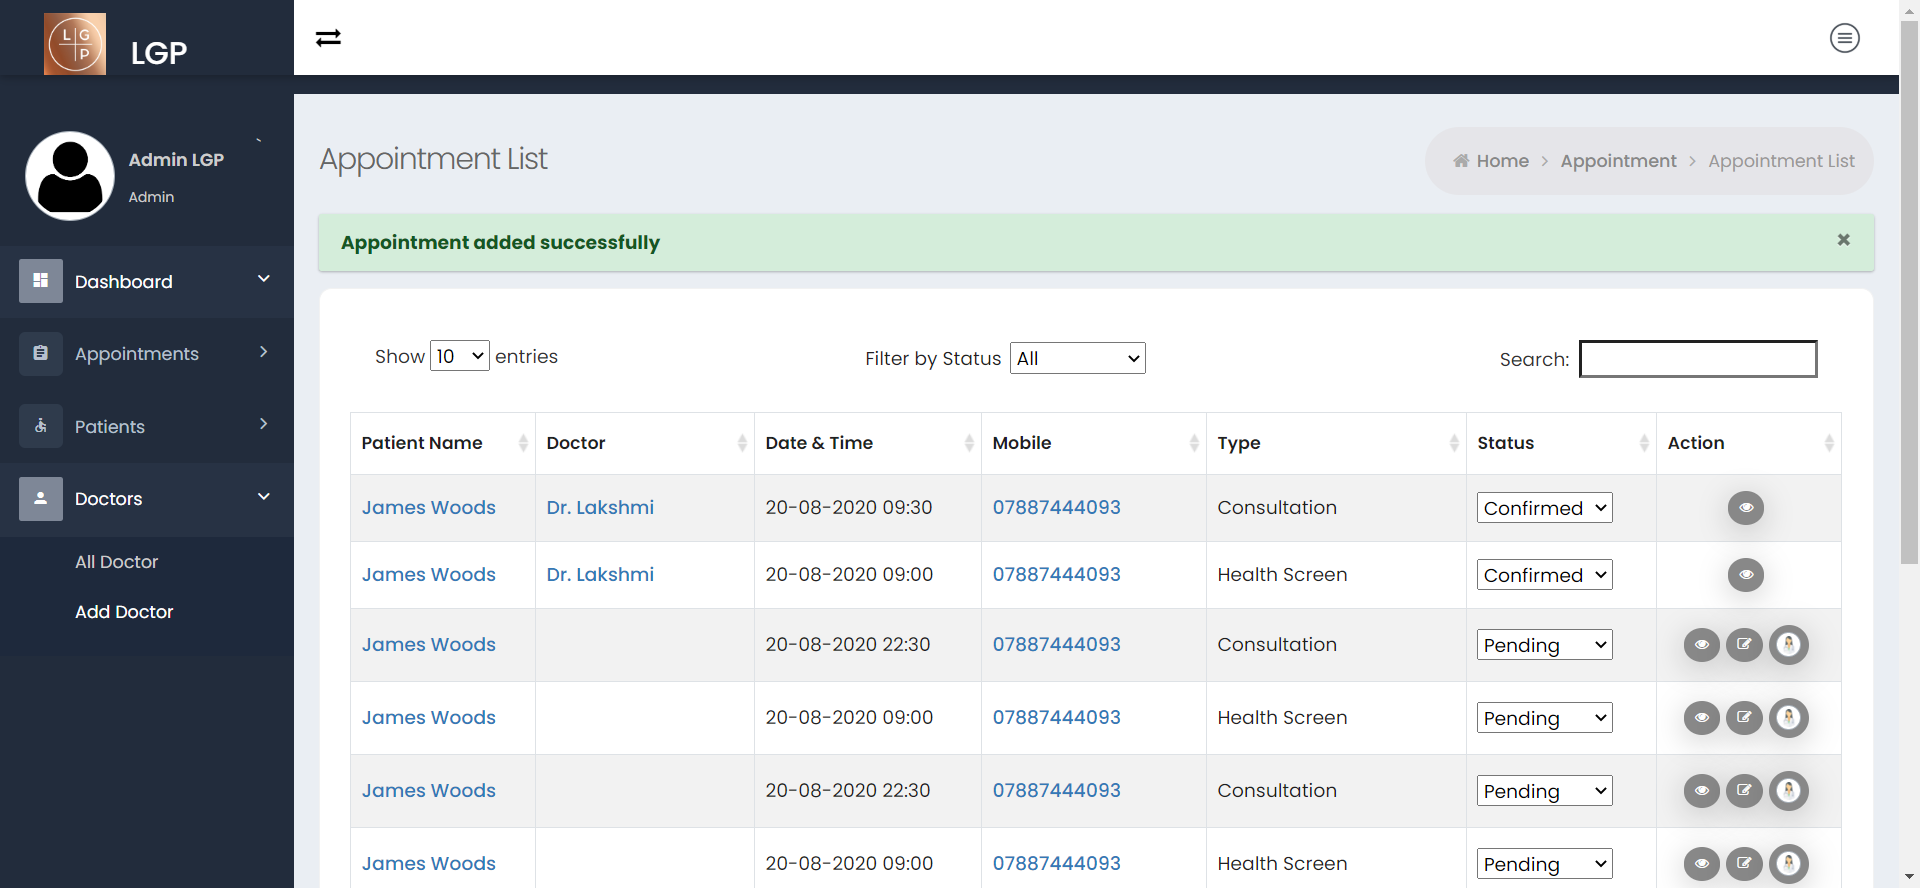 LGP
LGP
Admin LGP
Admin
Dashboard
Appointments
Patients
Doctors
All Doctor
Add Doctor
Appointment List
Home > Appointment > Appointment List
Appointment added successfully ×
Show 10 entries Filter by Status All Search:
Patient Name Doctor Date & Time Mobile Type Status Action
James Woods Dr. Lakshmi 20-08-2020 09:30 07887444093 Consultation Confirmed
James Woods Dr. Lakshmi 20-08-2020 09:00 07887444093 Health Screen Confirmed
James Woods 20-08-2020 22:30 07887444093 Consultation Pending
James Woods 20-08-2020 09:00 07887444093 Health Screen Pending
James Woods 20-08-2020 22:30 07887444093 Consultation Pending
James Woods 20-08-2020 09:00 07887444093 Health Screen Pending